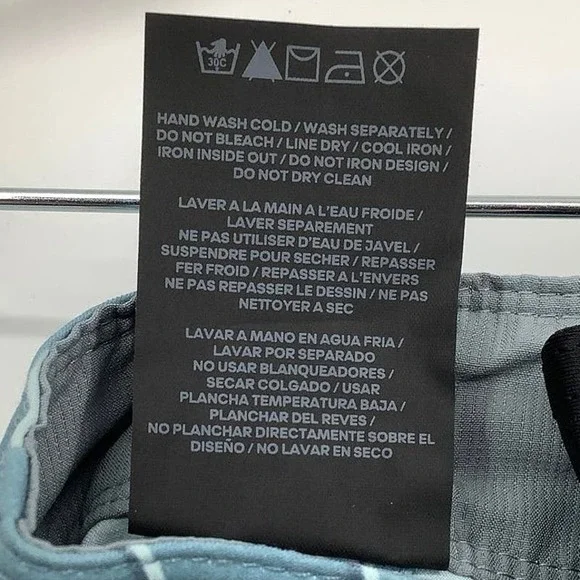 30C
HAND WASH COLD / WASH SEPARATELY /
DO NOT BLEACH / LINE DRY / COOL IRON /
IRON INSIDE OUT / DO NOT IRON DESIGN /
DO NOT DRY CLEAN
LAVER A LA MAIN A L'EAU FROIDE /
LAVER SEPAREMENT
NE PAS UTILISER D'EAU DE JAVEL /
SUSPENDRE POUR SECHER / REPASSER
FER FROID / REPASSER A L'ENVERS
NE PAS REPASSER LE DESSIN / NE PAS
NETTOYER A SEC
LAVAR A MANO EN AGUA FRIA /
LAVAR POR SEPARADO
NO USAR BLANQUEADORES /
SECAR COLGADO / USAR
PLANCHA TEMPERATURA BAJA /
PLANCHAR DEL REVES /
NO PLANCHAR DIRECTAMENTE SOBRE EL
DISEÑO / NO LAVAR EN SECO